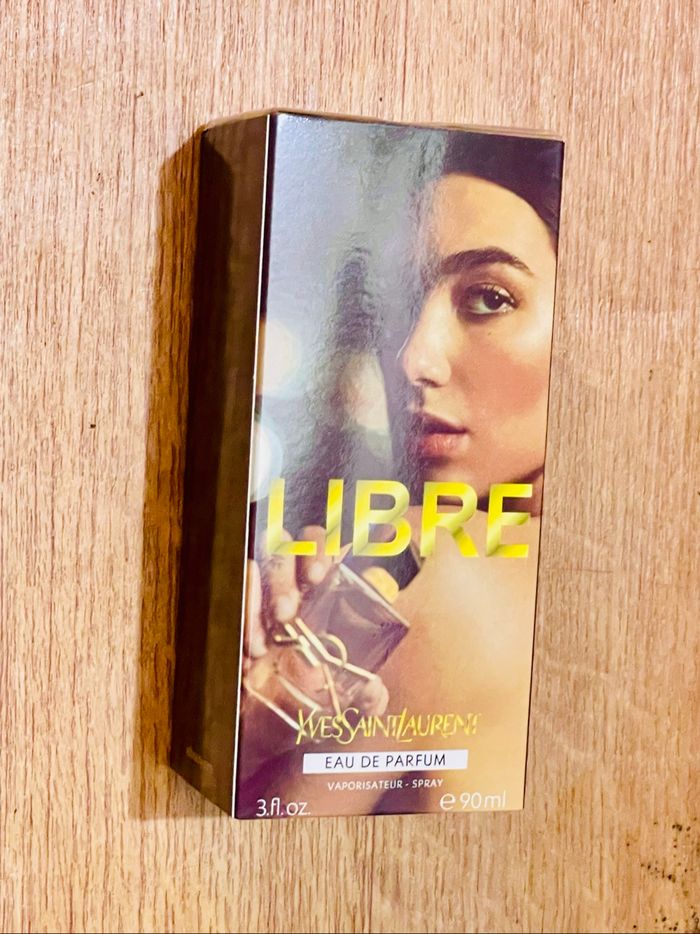 LIBRE
YVESSAINTLAURENT
EAU DE PARFUM
VAPORISATEUR - SPRAY
3.fl.oz. e 90ml